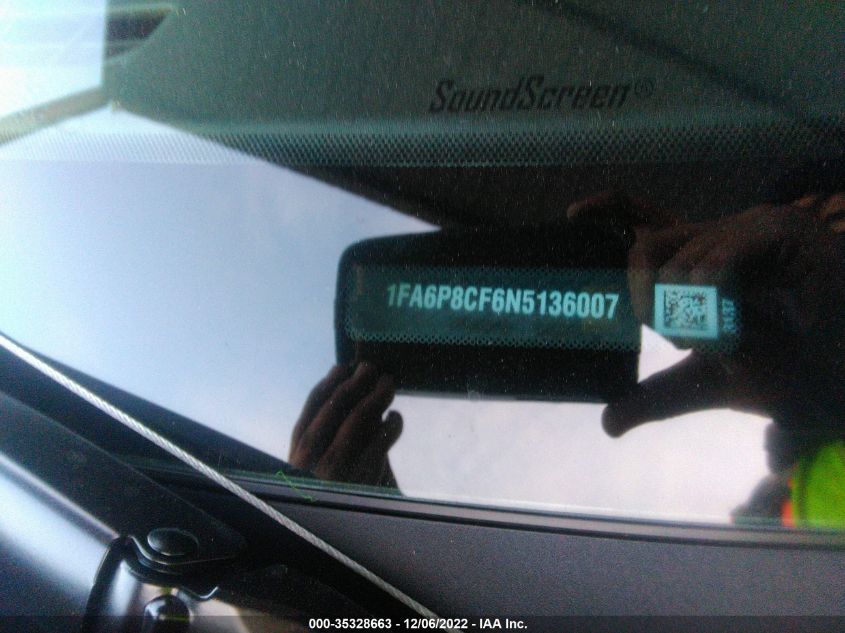 SoundScreen®
1FA6P8CF6N5136007
000-35328663 - 12/06/2022 - IAA Inc.